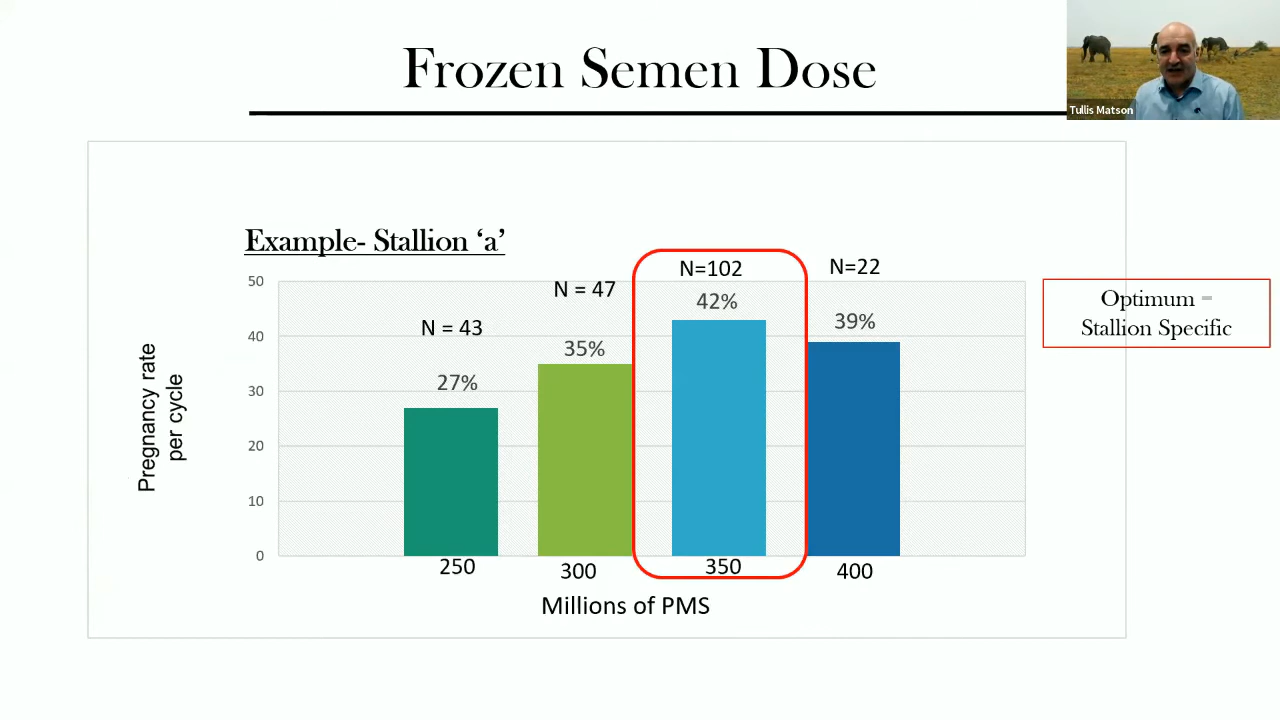 Frozen Semen Dose
Tullis Matson
Example- Stallion ‘a’
N = 43
N = 47
N=102
N=22
27%
35%
42%
39%
50
40
30
20
10
0
Pregnancy rate
per cycle
250
300
350
400
Millions of PMS
Optimum –
Stallion Specific